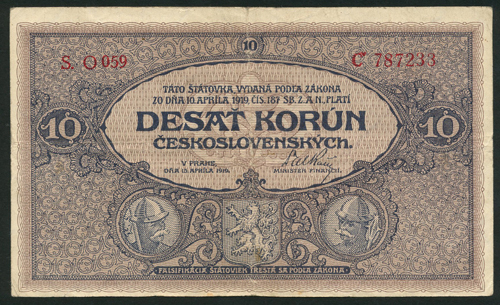 10
S. O 059
C 787233
TÁTO ŠTÁTOVKA, VYDANÁ PODĽA ZÁKONA
ZO DŇA 10. APRÍLA 1919, ČÍS. 187 SB. Z. A N., PLATÍ
10
DESAŤ KORÚN
10
ČESKOSLOVENSKÝCH.
V PRAHE
DŇA 15. APRÍLA 1919.
MINISTER FINANCIÍ.
FALSIFIKÁCIA ŠTÁTOVIEK TRESTÁ SA PODĽA ZÁKONA.